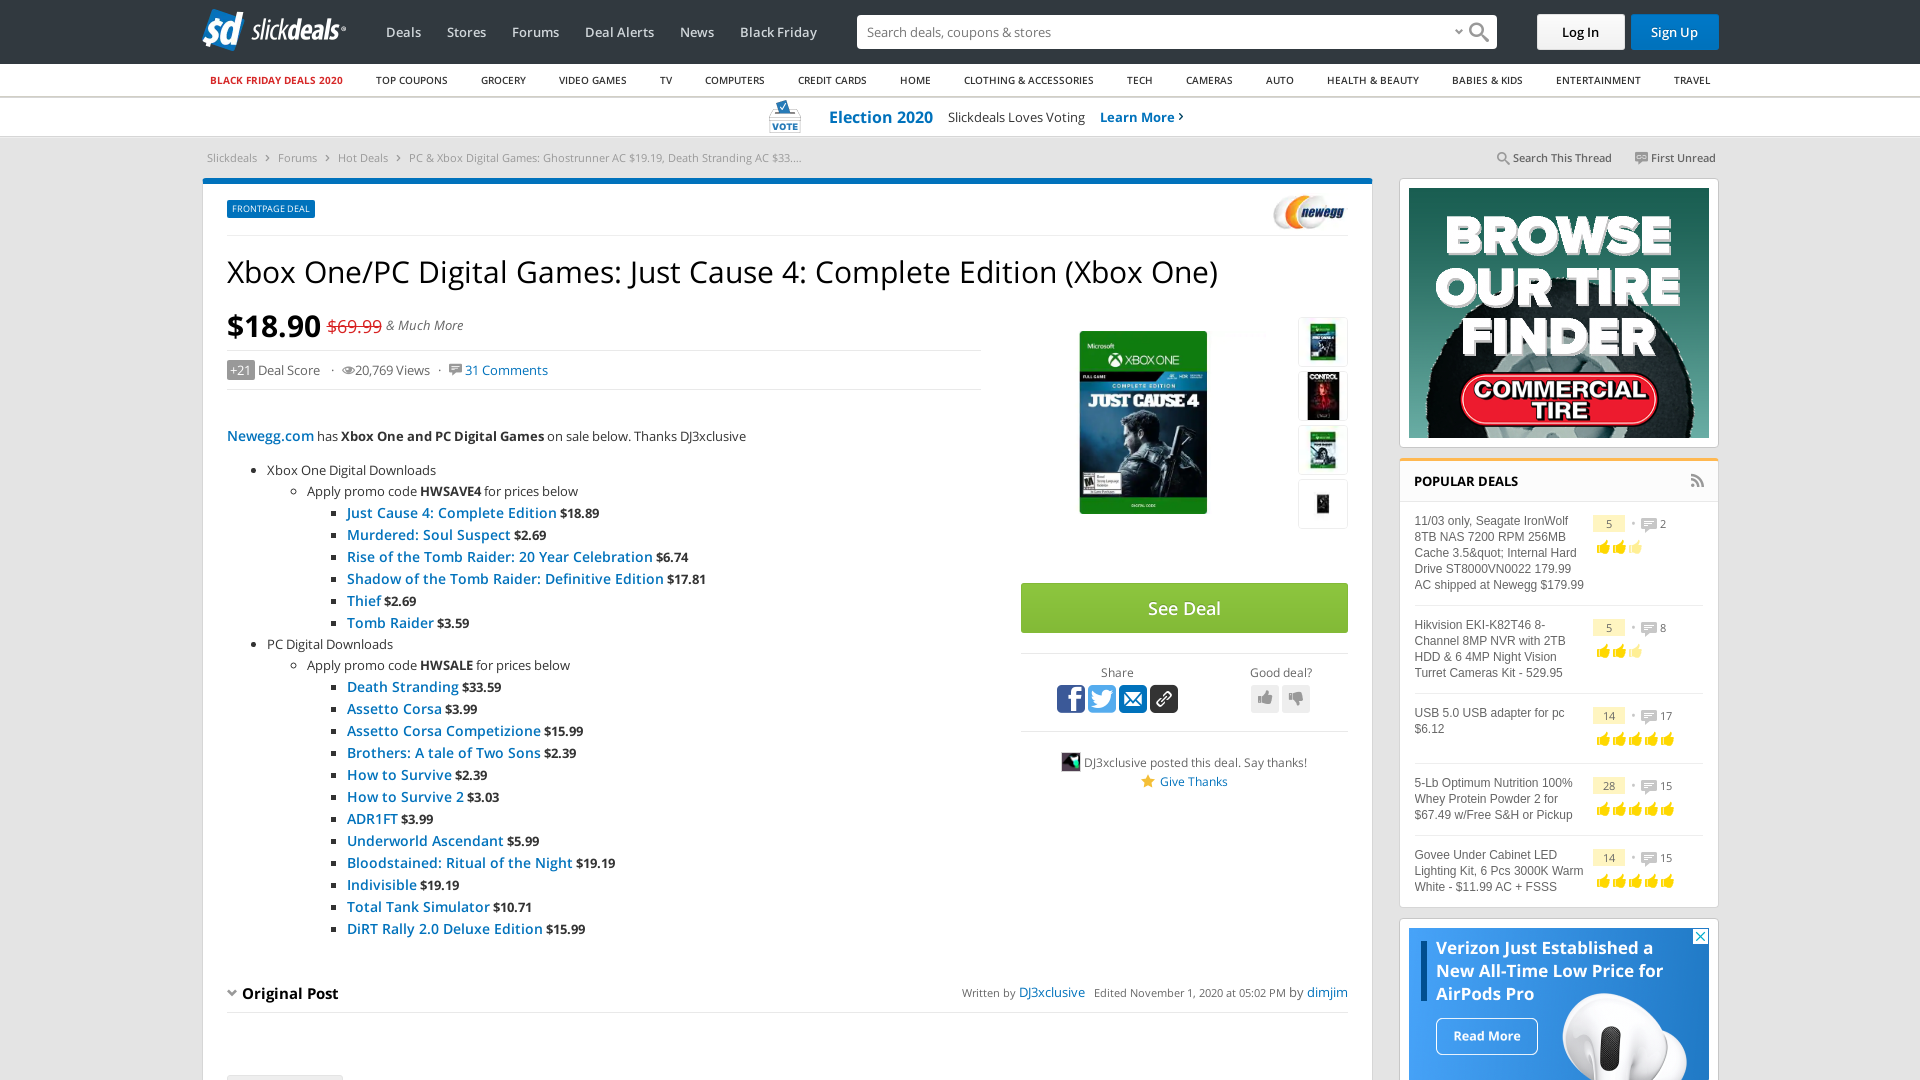 slickdeals
Deals
Stores
Forums
Deal Alerts
News
Black Friday
Search deals, coupons & stores
Log In
Sign Up
BLACK FRIDAY DEALS 2020
TOP COUPONS
GROCERY
VIDEO GAMES
TV
COMPUTERS
CREDIT CARDS
HOME
CLOTHING & ACCESSORIES
TECH
CAMERAS
AUTO
HEALTH & BEAUTY
BABIES & KIDS
ENTERTAINMENT
TRAVEL
VOTE
Election 2020
Slickdeals Loves Voting
Learn More
Slickdeals
Forums
Hot Deals
PC & Xbox Digital Games: Ghostrunner AC $19.19, Death Stranding AC $33....
Search This Thread
First Unread
FRONTPAGE DEAL
newegg
Xbox One/PC Digital Games: Just Cause 4: Complete Edition (Xbox One)
$18.90 $69.99 & Much More
+21 Deal Score · 20,769 Views · 31 Comments
Newegg.com has Xbox One and PC Digital Games on sale below. Thanks DJ3xclusive
Xbox One Digital Downloads
Apply promo code HWSAVE4 for prices below
Just Cause 4: Complete Edition $18.89
Murdered: Soul Suspect $2.69
Rise of the Tomb Raider: 20 Year Celebration $6.74
Shadow of the Tomb Raider: Definitive Edition $17.81
Thief $2.69
Tomb Raider $3.59
PC Digital Downloads
Apply promo code HWSALE for prices below
Death Stranding $33.59
Assetto Corsa $3.99
Assetto Corsa Competizione $15.99
Brothers: A tale of Two Sons $2.39
How to Survive $2.39
How to Survive 2 $3.03
ADR1FT $3.99
Underworld Ascendant $5.99
Bloodstained: Ritual of the Night $19.19
Indivisible $19.19
Total Tank Simulator $10.71
DiRT Rally 2.0 Deluxe Edition $15.99
Microsoft
XBOX ONE
FULL GAME
COMPLETE EDITION
JUST CAUSE 4
CONTROL
See Deal
Share
Good deal?
DJ3xclusive posted this deal. Say thanks!
Give Thanks
Original Post
Written by DJ3xclusive Edited November 1, 2020 at 05:02 PM by dimjim
BROWSE
OUR TIRE
FINDER
COMMERCIAL
TIRE
POPULAR DEALS
11/03 only, Seagate IronWolf
8TB NAS 7200 RPM 256MB
Cache 3.5&quot; Internal Hard
Drive ST8000VN0022 179.99
AC shipped at Newegg $179.99
5 · 2
Hikvision EKI-K82T46 8-
Channel 8MP NVR with 2TB
HDD & 6 4MP Night Vision
Turret Cameras Kit - 529.95
5 · 8
USB 5.0 USB adapter for pc
$6.12
14 · 17
5-Lb Optimum Nutrition 100%
Whey Protein Powder 2 for
$67.49 w/Free S&H or Pickup
28 · 15
Govee Under Cabinet LED
Lighting Kit, 6 Pcs 3000K Warm
White - $11.99 AC + FSSS
14 · 15
Verizon Just Established a
New All-Time Low Price for
AirPods Pro
Read More